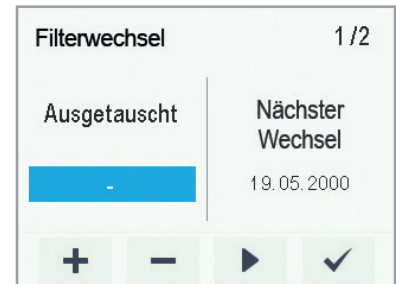 Filterwechsel 1/2
Ausgetauscht
-
Nächster
Wechsel
19.05.2000